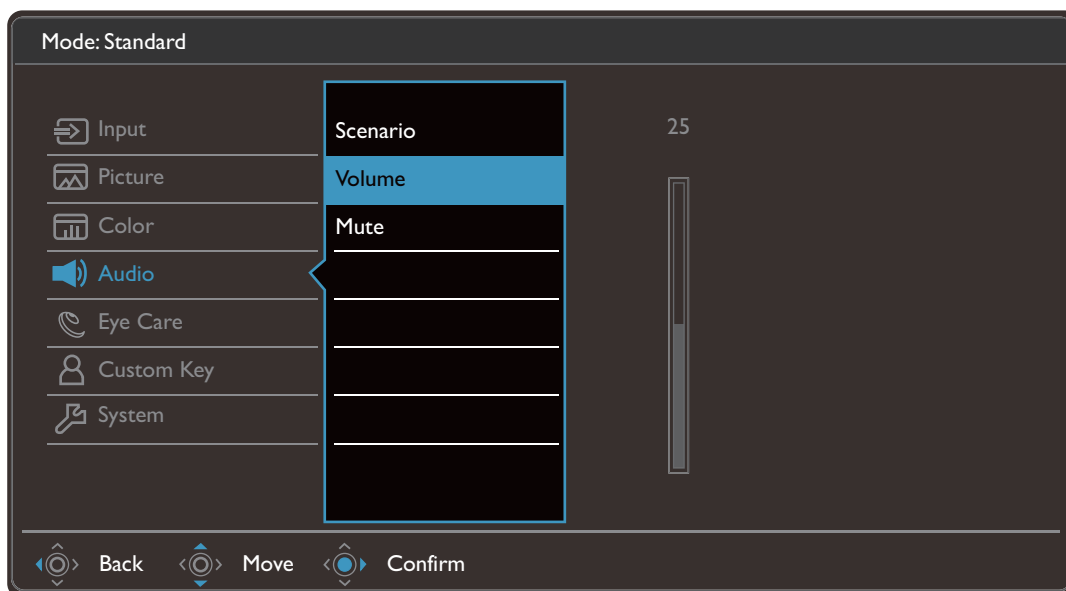 Mode: Standard
Input
Picture
Color
Audio
Eye Care
Custom Key
System
Scenario
Volume
Mute
25
Back
Move
Confirm